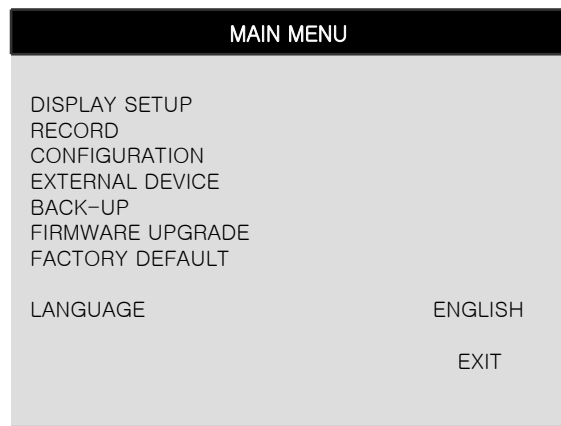 MAIN MENU
DISPLAY SETUP
RECORD
CONFIGURATION
EXTERNAL DEVICE
BACK-UP
FIRMWARE UPGRADE
FACTORY DEFAULT
LANGUAGE ENGLISH
EXIT